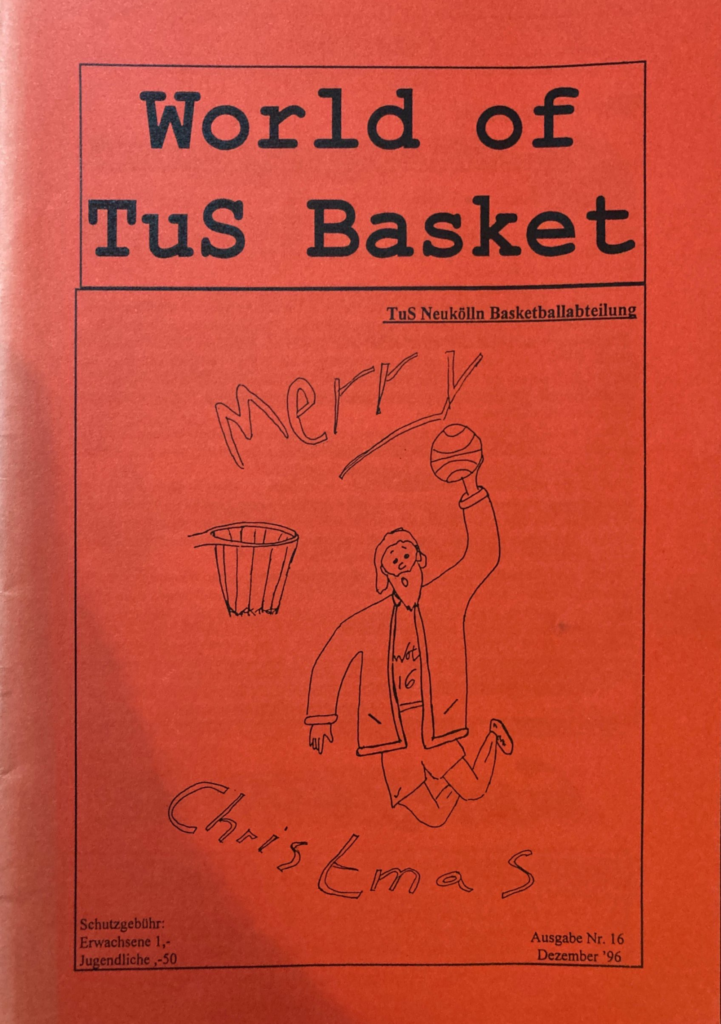 World of
TuS Basket
TuS Neukölln Basketballabteilung
Merry
WoT
16
Christmas
Schutzgebühr:
Erwachsene 1,-
Jugendliche ,-50
Ausgabe Nr. 16
Dezember '96